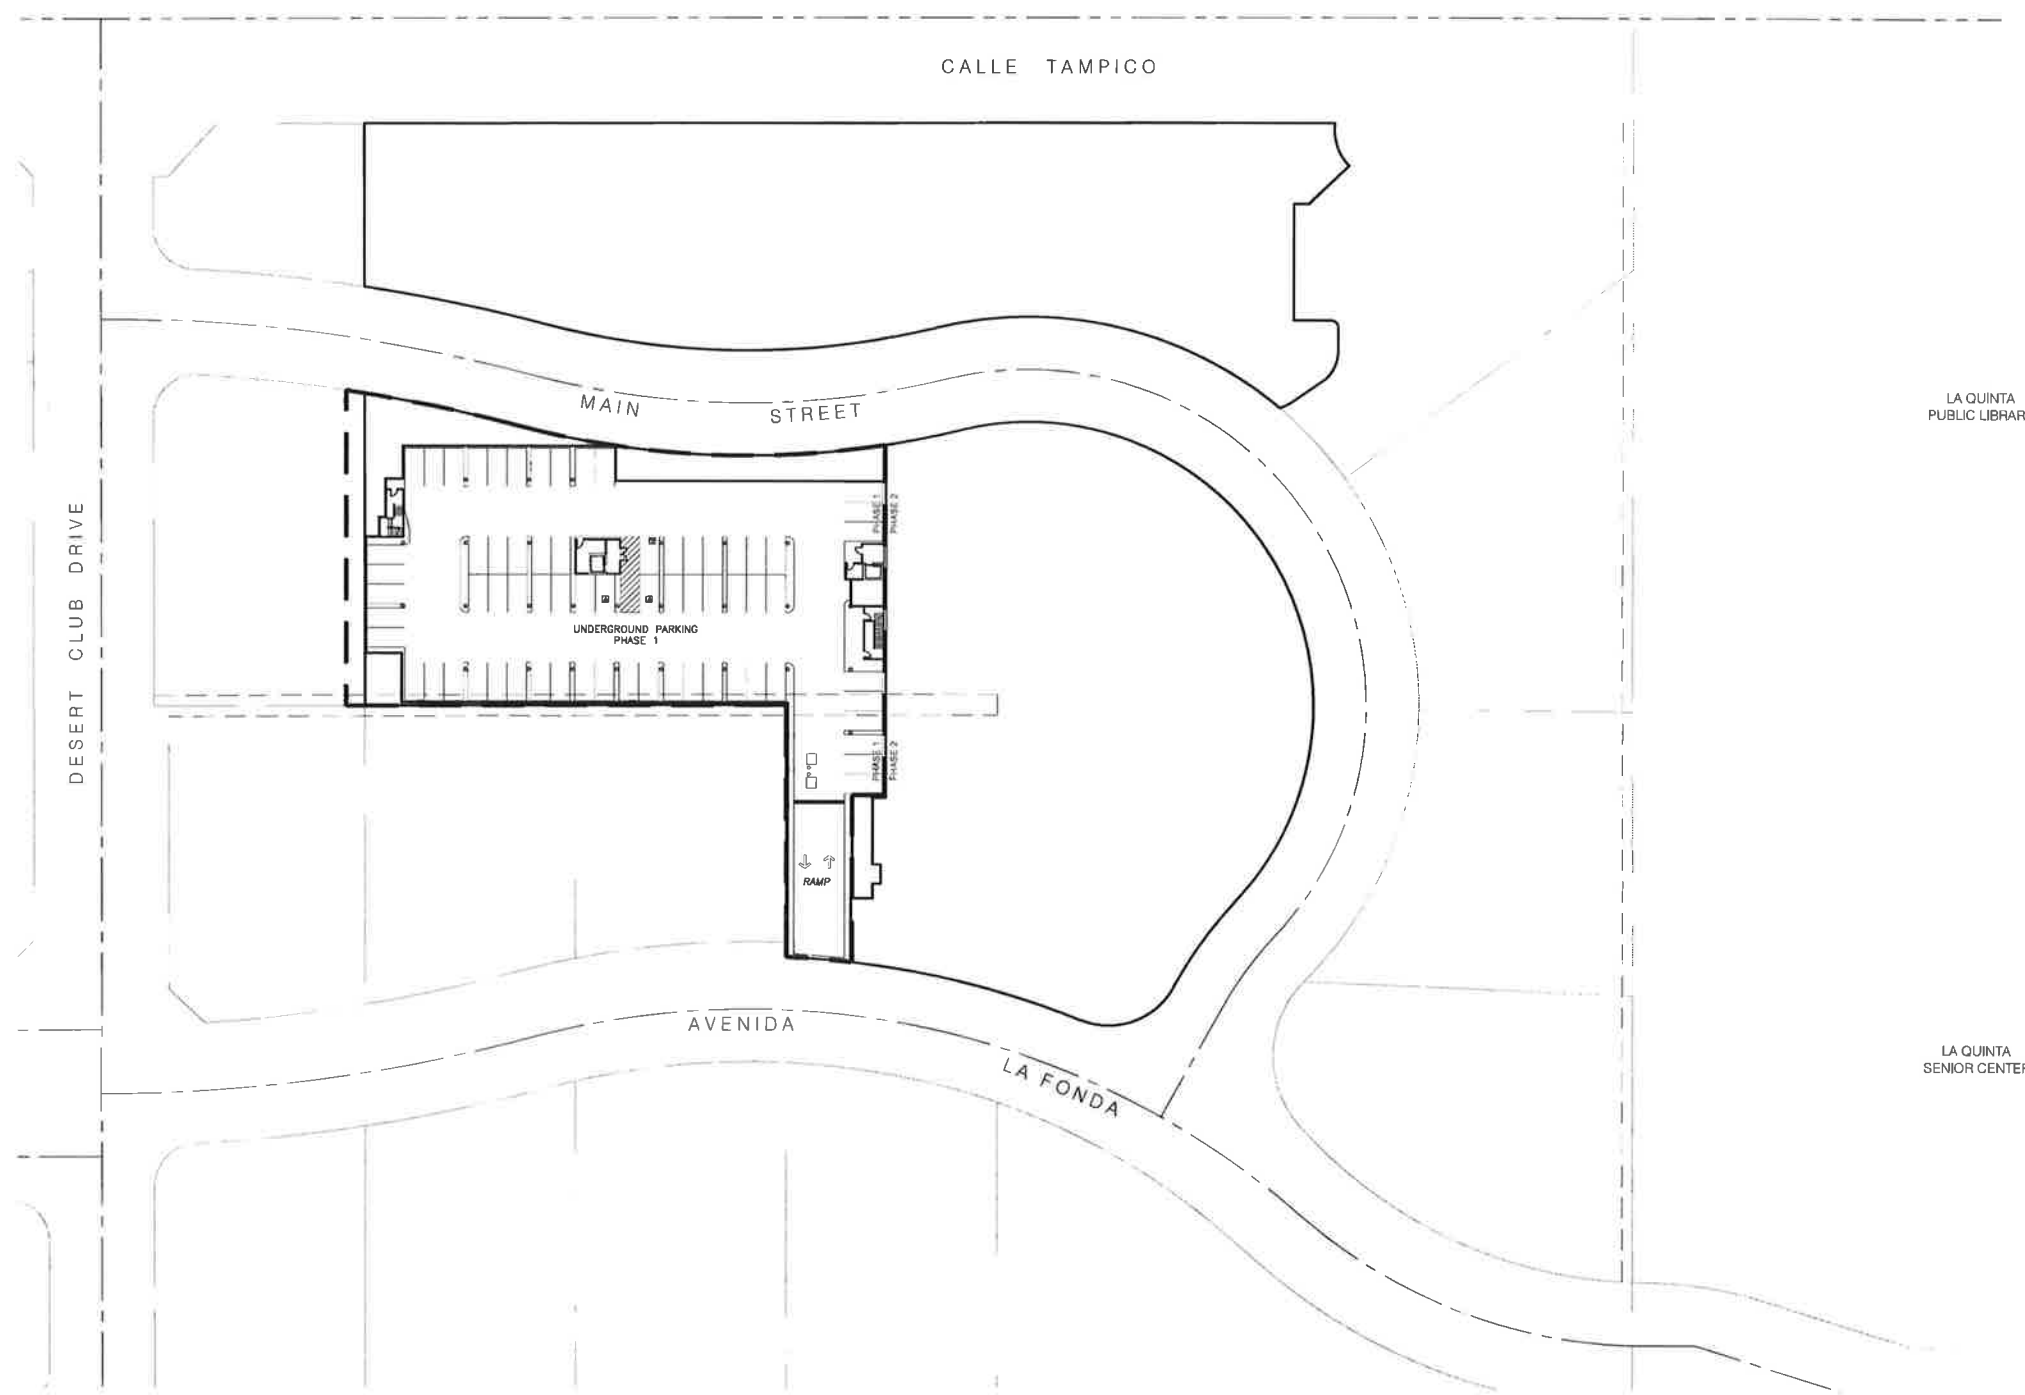 CALLE TAMPICO
LA QUINTA
PUBLIC LIBRAR
MAIN STREET
PHASE 1
PHASE 2
DESERT CLUB DRIVE
UNDERGROUND PARKING
PHASE 1
PHASE 1
PHASE 2
RAMP
AVENIDA LA FONDA
LA QUINTA
SENIOR CENTER